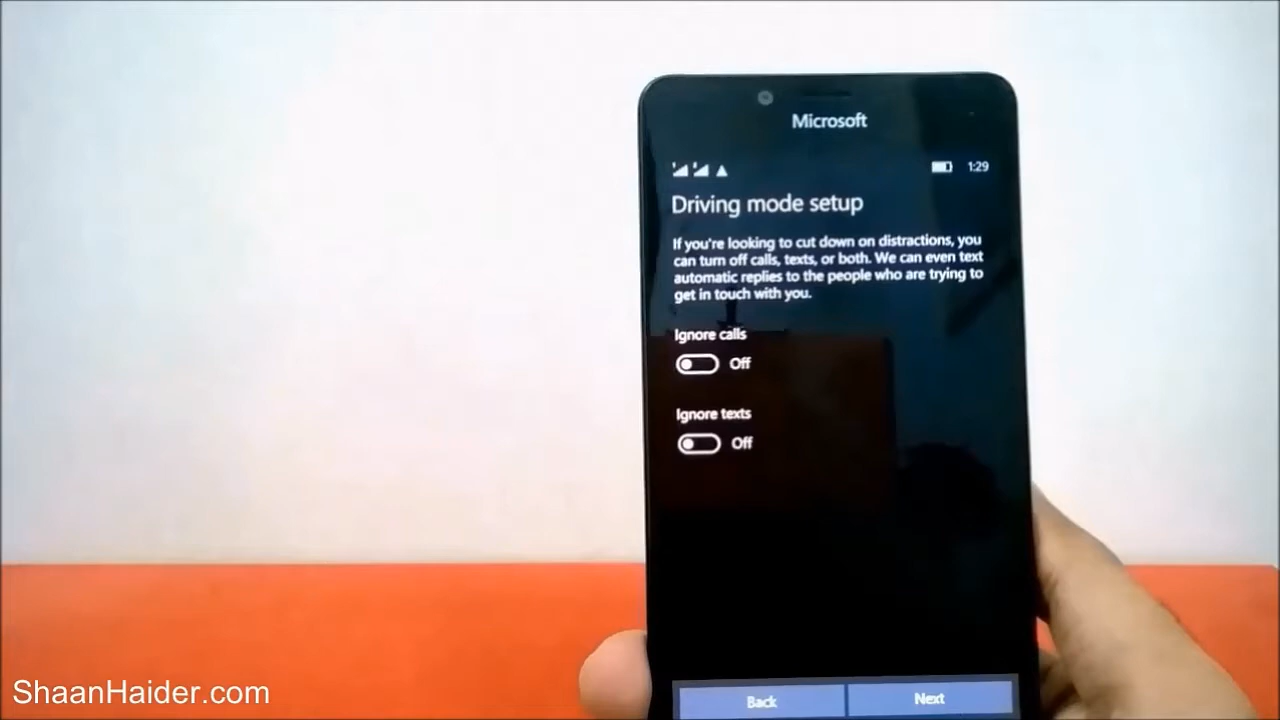 Microsoft
1:29
Driving mode setup
If you're looking to cut down on distractions, you
can turn off calls, texts, or both. We can even text
automatic replies to the people who are trying to
get in touch with you.
Ignore calls
Off
Ignore texts
Off
Back
Next
ShaanHaider.com